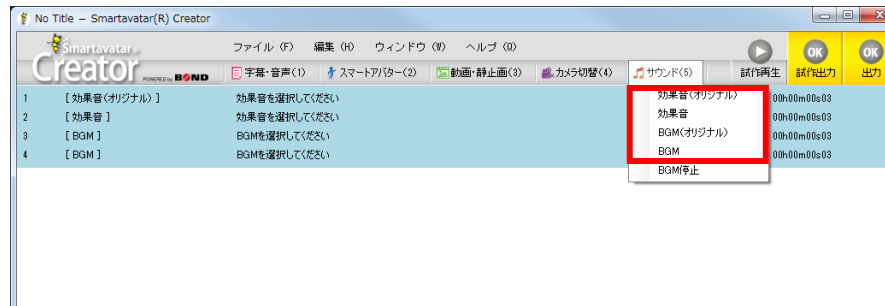 No Title - Smartavatar(R) Creator
Smartavatar
Creator POWERED by BOND
ファイル (F) 編集 (H) ウィンドウ (W) ヘルプ (Q)
字幕・音声(1) スマートアバター(2) 動画・静止画(3) カメラ切替(4) サウンド(5) 試作再生 OK 試作出力 OK 出力
1 [ 効果音(オリジナル) ] 効果音を選択してください 00h00m00s03
2 [ 効果音 ] 効果音を選択してください
3 [ BGM ] BGMを選択してください 00h00m00s03
4 [ BGM ] BGMを選択してください 00h00m00s03
効果音(オリジナル)
効果音
BGM(オリジナル)
BGM
BGM停止